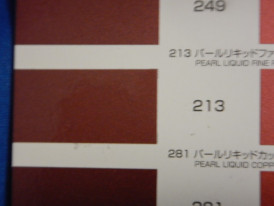 249
213 パールリキッドファ
PEARL LIQUID FINE
213
281 パールリキッドカッ
PEARL LIQUID COPP
281